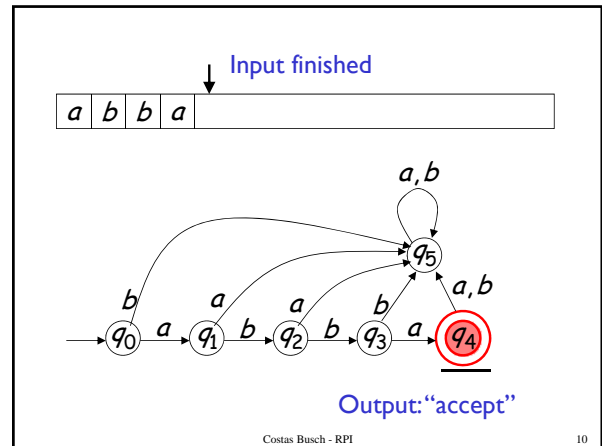 Input finished
a b b a
a,b
q5
b a a b a,b
q0 a q1 b q2 b q3 a q4
Output: “accept”
Costas Busch - RPI 10